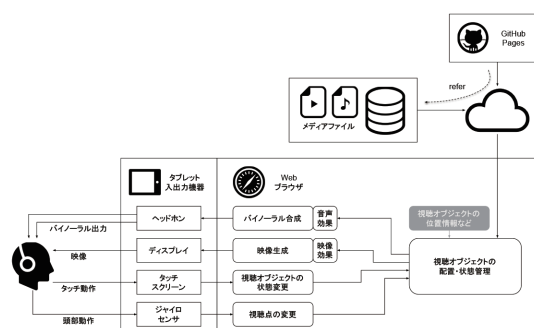 GitHub
Pages
refer
メディアファイル
タブレット
入出力機器
Web
ブラウザ
ヘッドホン
バイノーラル合成
音声
効果
視聴オブジェクトの
位置情報など
バイノーラル出力
映像
ディスプレイ
映像生成
映像
効果
視聴オブジェクトの
配置・状態管理
タッチ動作
タッチ
スクリーン
視聴オブジェクトの
状態変更
頭部動作
ジャイロ
センサ
視聴点の変更